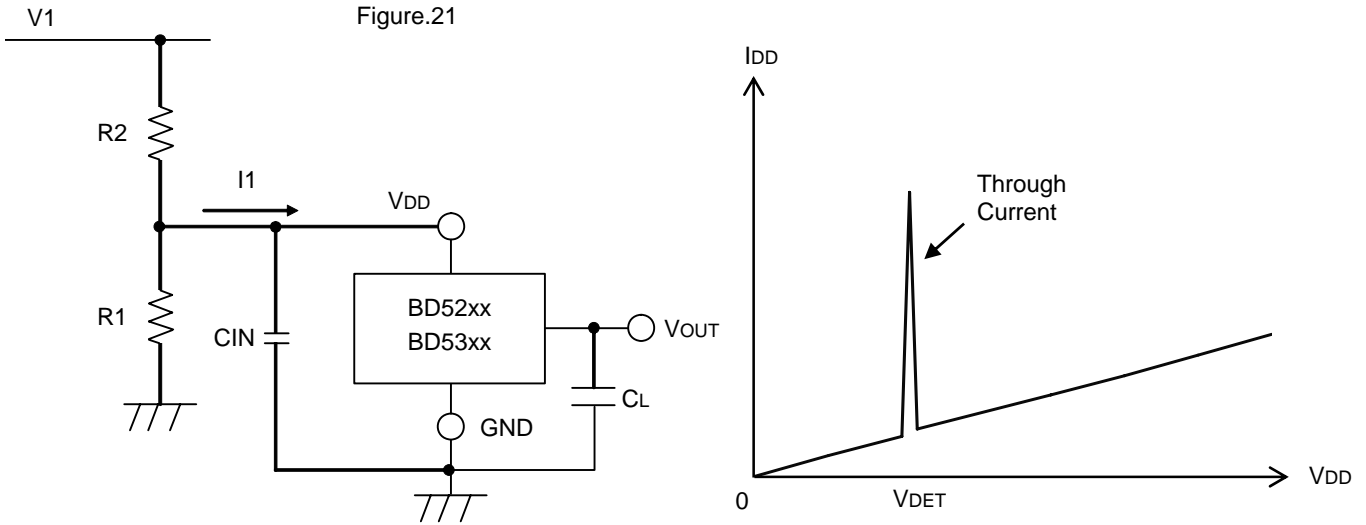 V1
Figure.21
R2
I1
VDD
R1
CIN
BD52xx
BD53xx
VOUT
CL
GND
IDD
Through
Current
0
VDET
VDD